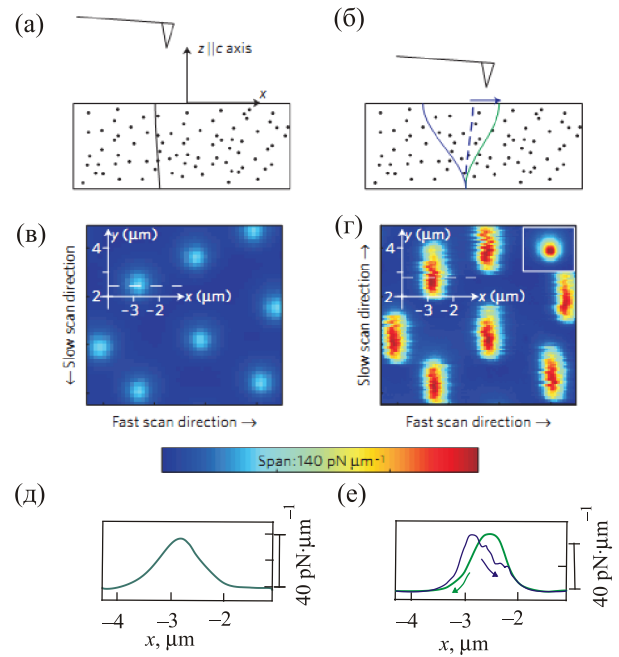 (а)
z || c axis
x
(б)
(в)
y (µm)
4
2
x (µm)
−3 −2
← Slow scan direction
Fast scan direction →
(г)
y (µm)
4
2
x (µm)
−3 −2
Slow scan direction →
Fast scan direction →
Span:140 pN µm⁻¹
(д)
40 pN·µm⁻¹
−4 −3 −2
x, µm
(е)
40 pN·µm⁻¹
−4 −3 −2
x, µm